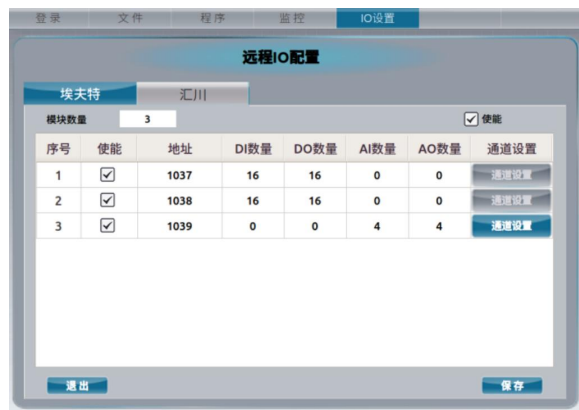 登录 文件 程序 监控 IO设置
远程IO配置
埃夫特 汇川
模块数量 3 使能
序号 使能 地址 DI数量 DO数量 AI数量 AO数量 通道设置
1 1037 16 16 0 0 通道设置
2 1038 16 16 0 0 通道设置
3 1039 0 0 4 4 通道设置
退出 保存